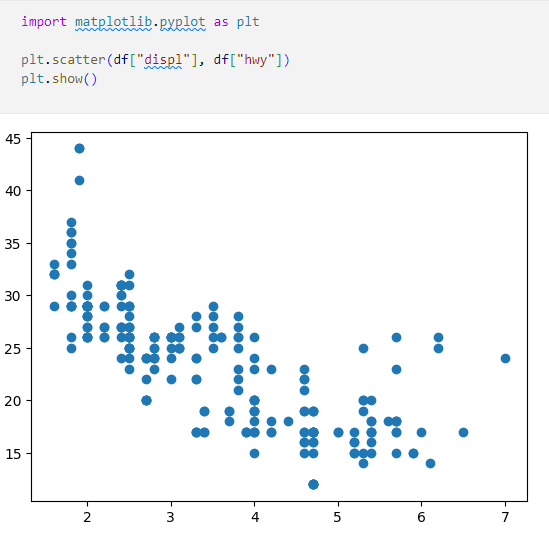 import matplotlib.pyplot as plt
plt.scatter(df["displ"], df["hwy"])
plt.show()
45
40
35
30
25
20
15
2 3 4 5 6 7